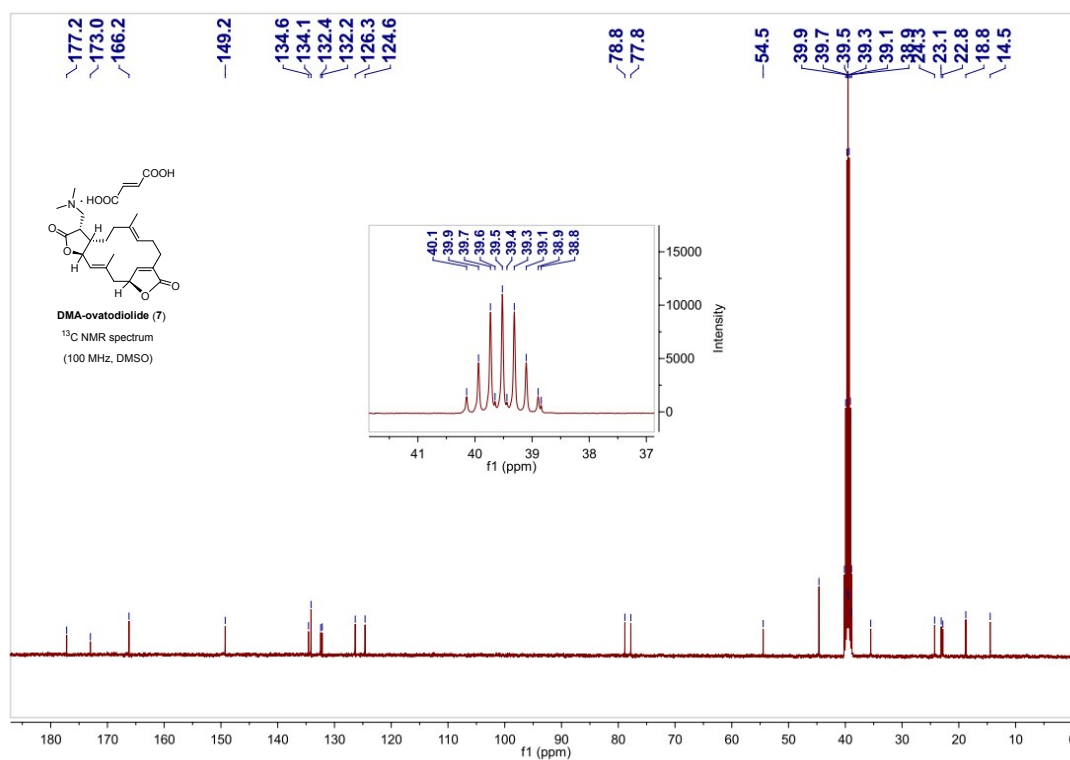 177.2
173.0
166.2
149.2
134.6
134.1
132.4
132.2
126.3
124.6
78.8
77.8
54.5
39.9
39.7
39.5
39.3
39.1
38.9
24.3
23.1
22.8
18.8
14.5
COOH
· HOOC
N
O
H
O
H
H
O
O
DMA-ovatodiolide (7)
¹³C NMR spectrum
(100 MHz, DMSO)
40.1
39.9
39.7
39.6
39.5
39.4
39.3
39.1
38.9
38.8
15000
10000
5000
0
Intensity
41 40 39 38 37
f1 (ppm)
180 170 160 150 140 130 120 110 100 90 80 70 60 50 40 30 20 10
f1 (ppm)